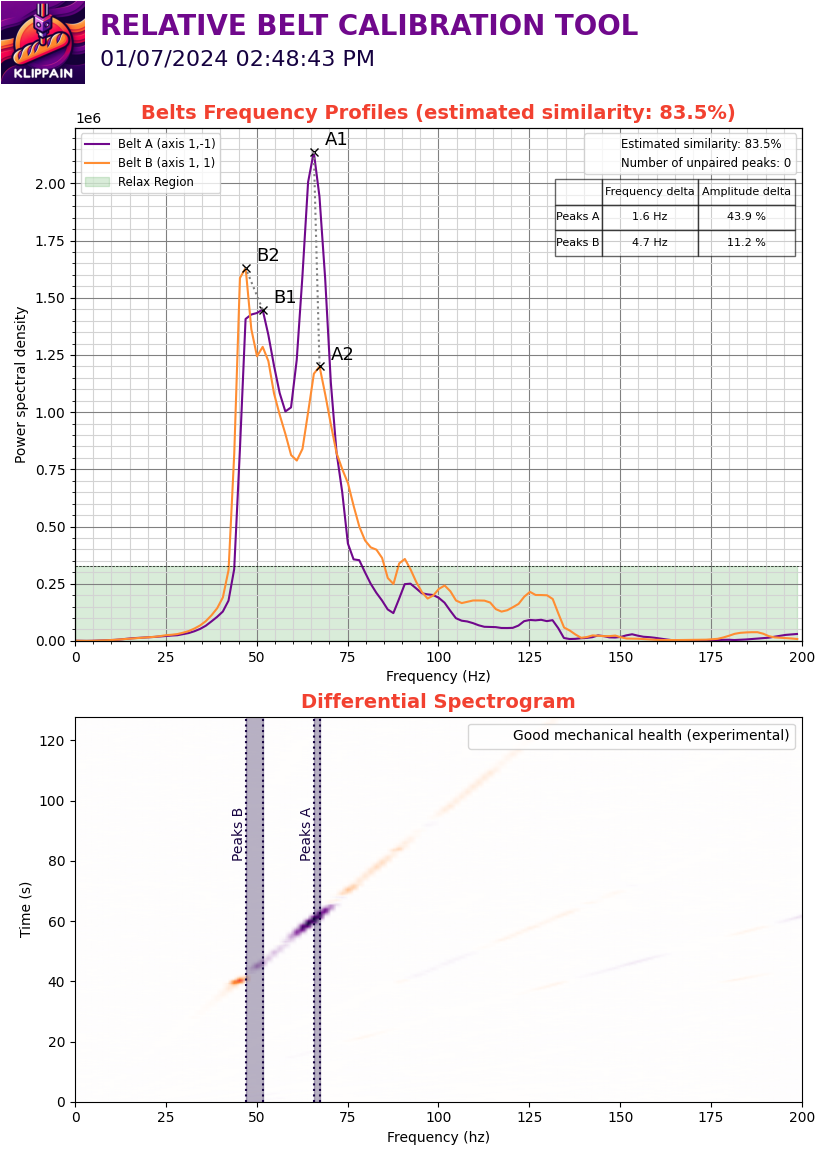 RELATIVE BELT CALIBRATION TOOL
01/07/2024 02:48:43 PM
KLIPPAIN
Belts Frequency Profiles (estimated similarity: 83.5%)
1e6
Belt A (axis 1,-1)
Belt B (axis 1, 1)
Relax Region
Estimated similarity: 83.5%
Number of unpaired peaks: 0
Frequency delta Amplitude delta
Peaks A 1.6 Hz 43.9 %
Peaks B 4.7 Hz 11.2 %
A1
B2
B1
A2
2.00
1.75
1.50
1.25
1.00
0.75
0.50
0.25
0.00
Power spectral density
0 25 50 75 100 125 150 175 200
Frequency (Hz)
Differential Spectrogram
Good mechanical health (experimental)
Peaks B
Peaks A
120
100
80
60
40
20
0
Time (s)
0 25 50 75 100 125 150 175 200
Frequency (hz)